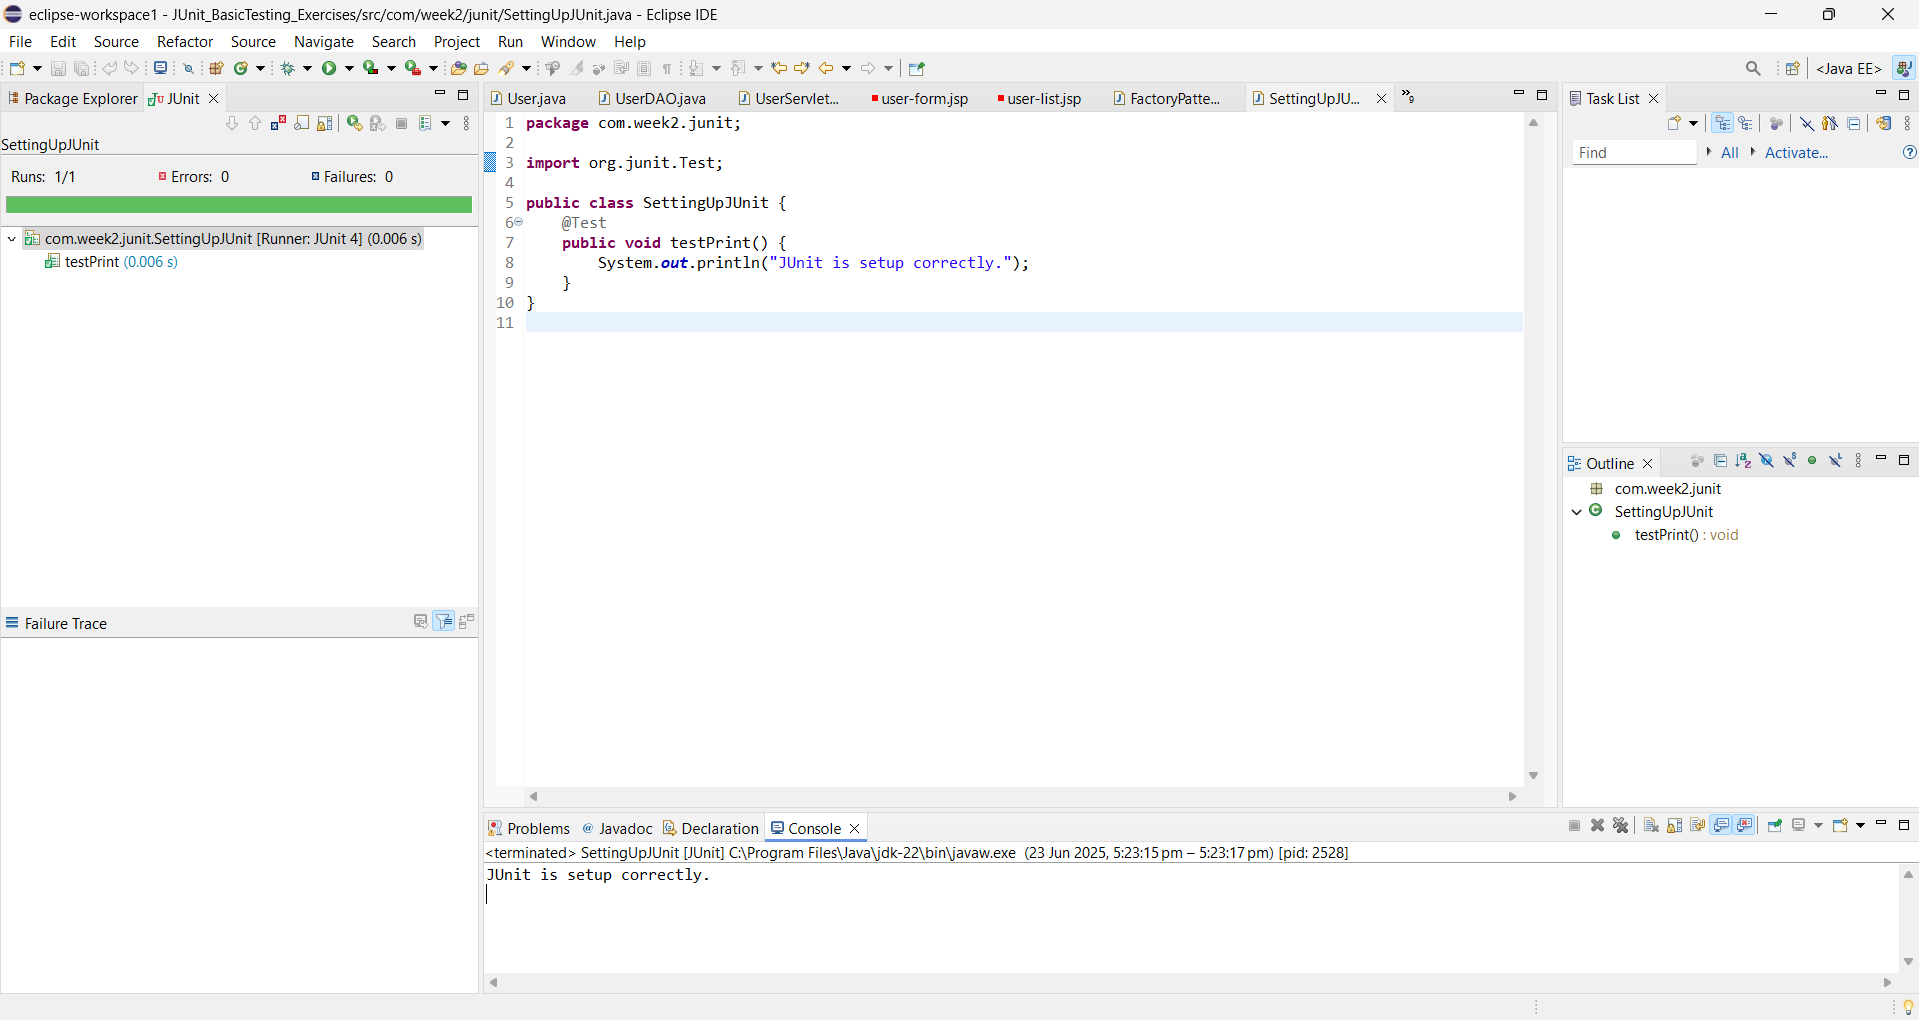 eclipse-workspace1 - JUnit_BasicTesting_Exercises/src/com/week2/junit/SettingUpJUnit.java - Eclipse IDE
File Edit Source Refactor Source Navigate Search Project Run Window Help
<Java EE>
Package Explorer JUnit
SettingUpJUnit
Runs: 1/1 Errors: 0 Failures: 0
com.week2.junit.SettingUpJUnit [Runner: JUnit 4] (0.006 s)
testPrint (0.006 s)
Failure Trace
User.java UserDAO.java UserServlet... user-form.jsp user-list.jsp FactoryPatte... SettingUpJU... »9
1 package com.week2.junit;
2
3 import org.junit.Test;
4
5 public class SettingUpJUnit {
6 @Test
7 public void testPrint() {
8 System.out.println("JUnit is setup correctly.");
9 }
10 }
11
Task List
Find All Activate...
Outline
com.week2.junit
SettingUpJUnit
testPrint() : void
Problems @ Javadoc Declaration Console
<terminated> SettingUpJUnit [JUnit] C:\Program Files\Java\jdk-22\bin\javaw.exe (23 Jun 2025, 5:23:15 pm – 5:23:17 pm) [pid: 2528]
JUnit is setup correctly.